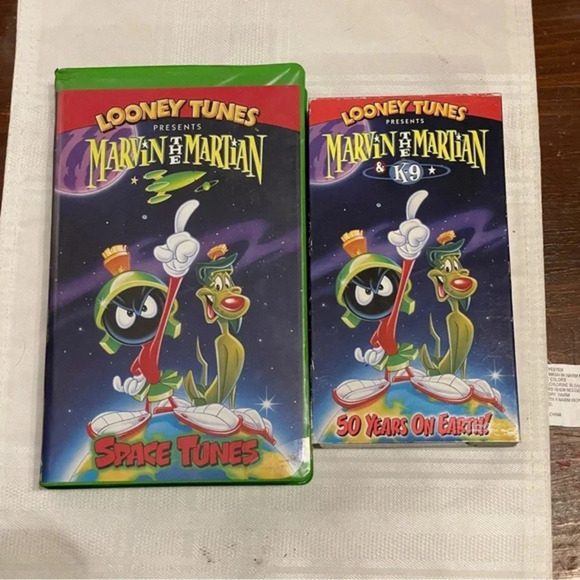 LOONEY TUNES
PRESENTS
MARVIN THE MARTIAN
SPACE TUNES
LOONEY TUNES
PRESENTS
MARVIN THE MARTIAN
& K-9
50 YEARS ON EARTH!
CHINA